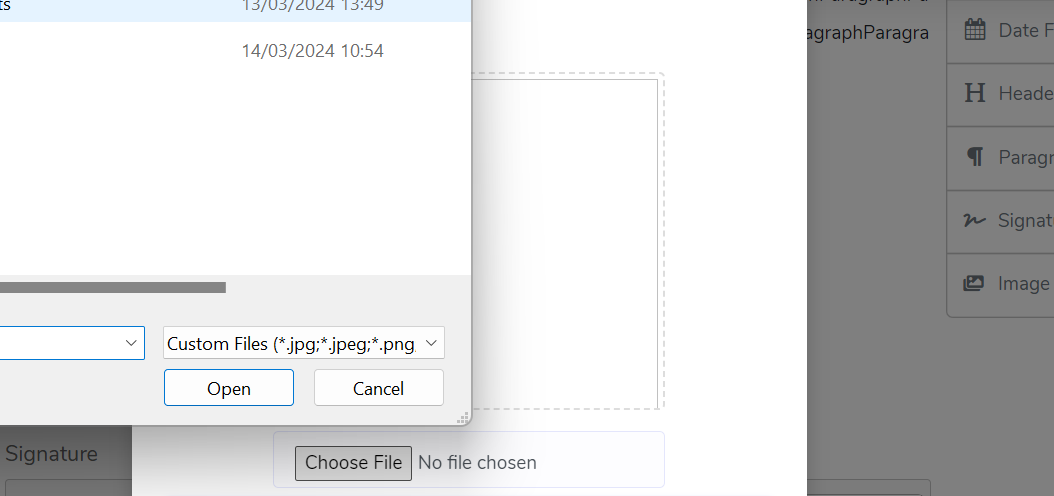 ts
13/03/2024 13:49
14/03/2024 10:54
Custom Files (*.jpg;*.jpeg;*.png
Open
Cancel
Choose File No file chosen
Signature
agraphParagra
Date F
Heade
Paragr
Signat
Image